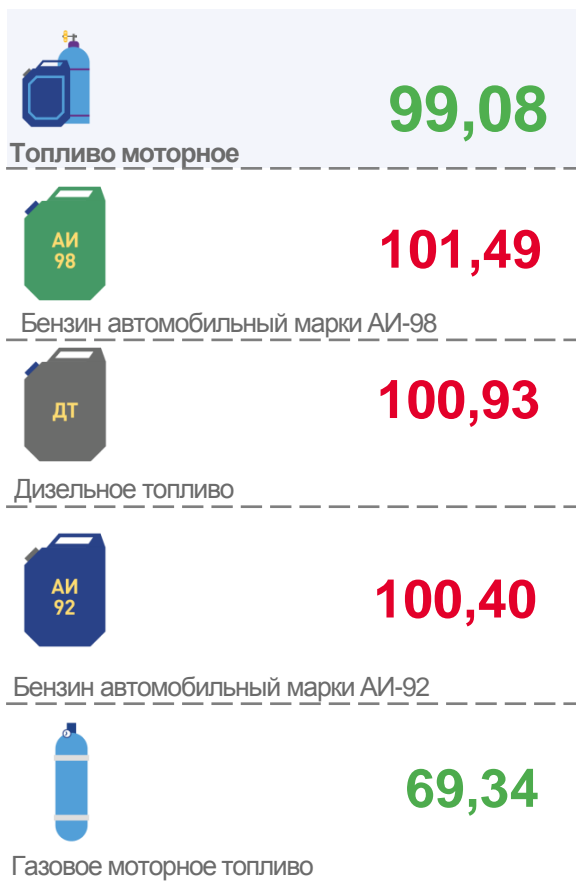 99,08
Топливо моторное
АИ
98
101,49
Бензин автомобильный марки АИ-98
ДТ
100,93
Дизельное топливо
АИ
92
100,40
Бензин автомобильный марки АИ-92
69,34
Газовое моторное топливо